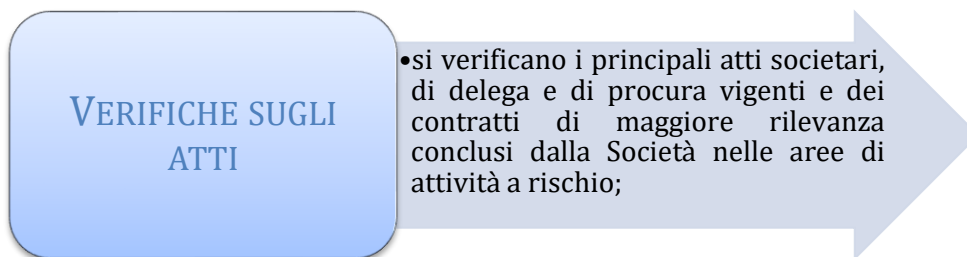 VERIFICHE SUGLI
ATTI
•si verificano i principali atti societari,
di delega e di procura vigenti e dei
contratti di maggiore rilevanza
conclusi dalla Società nelle aree di
attività a rischio;